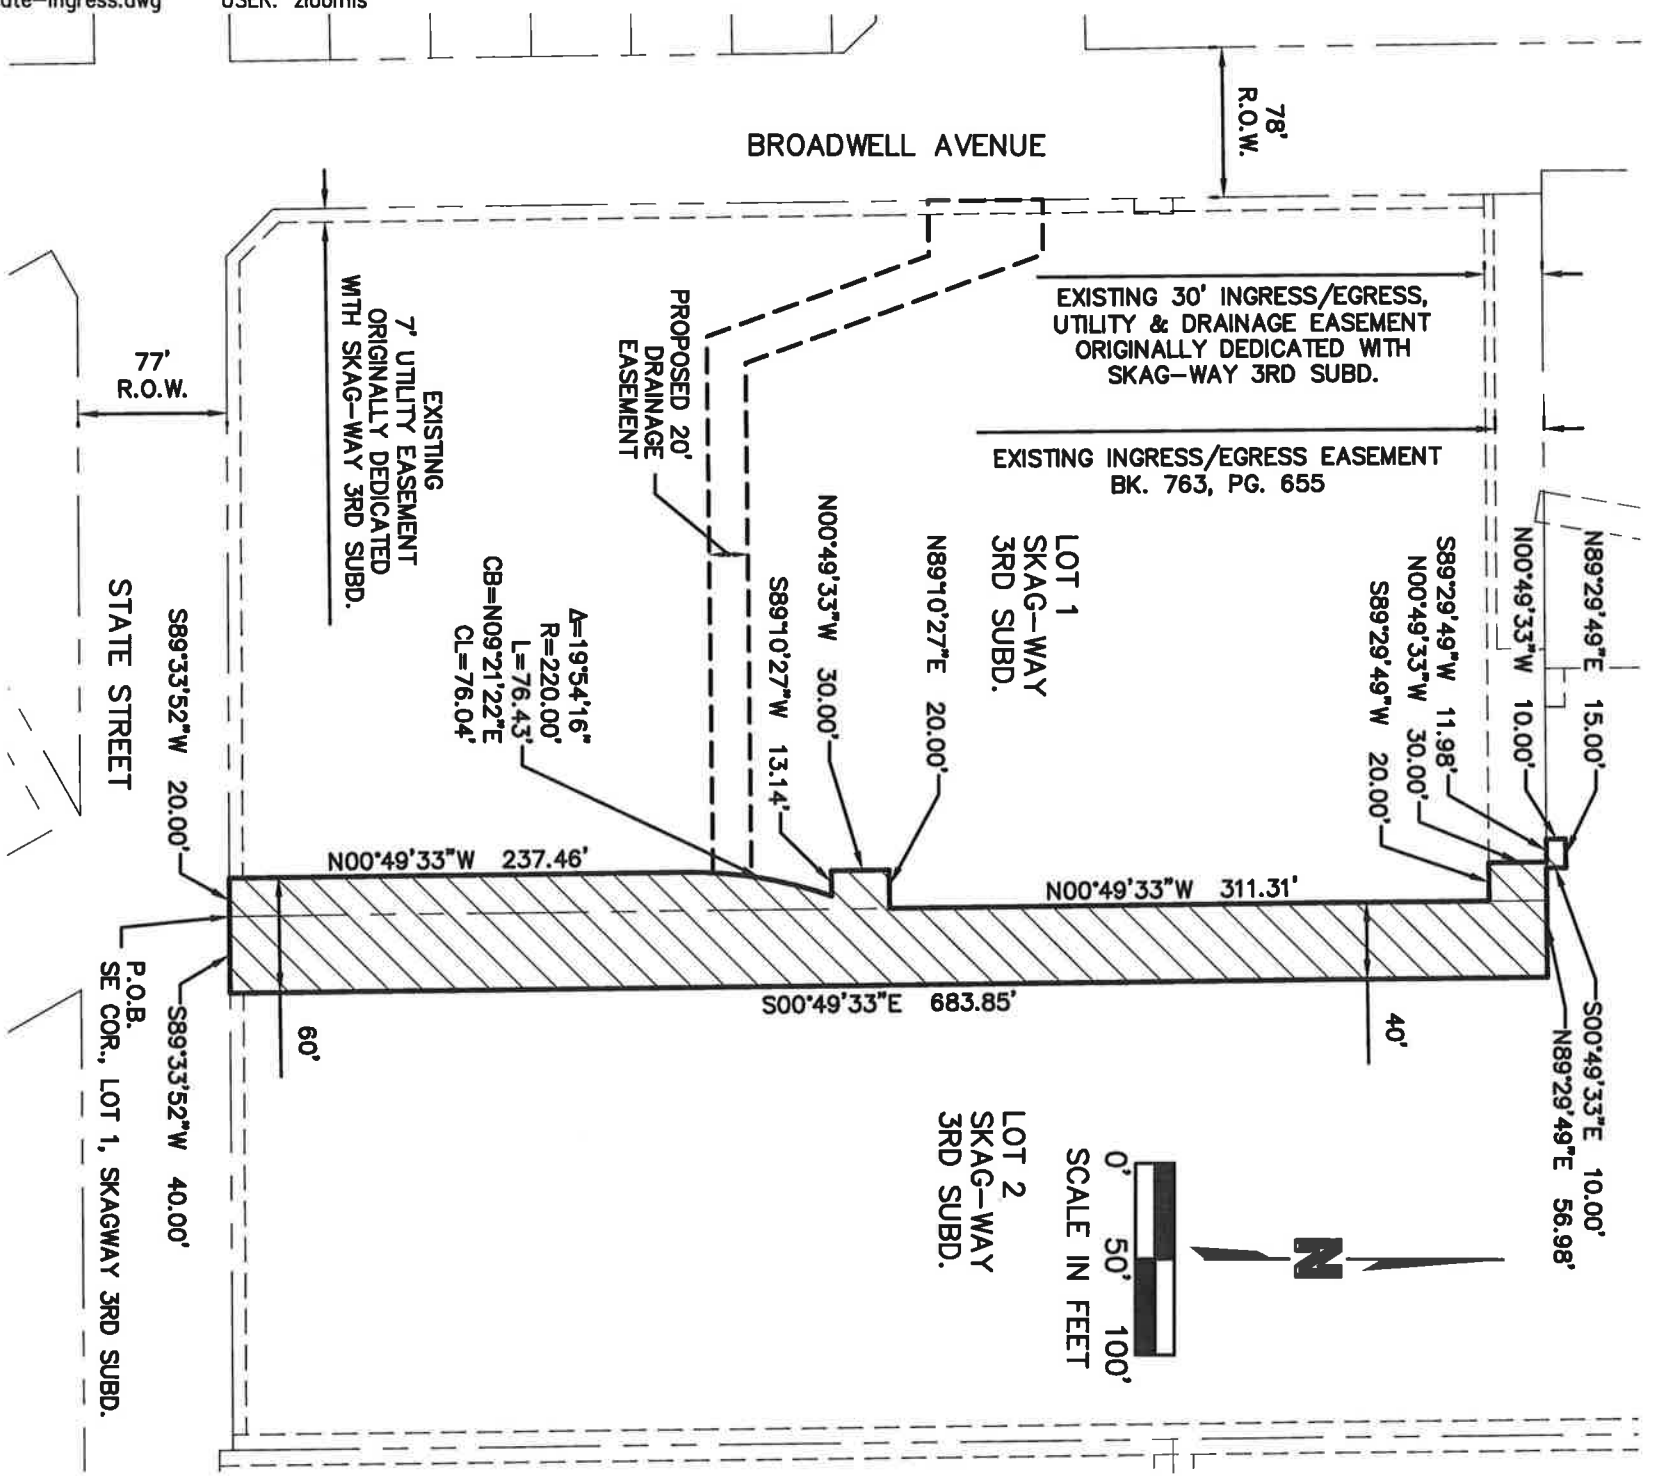 ate-ingress.dwg USER: zloomis
78'
R.O.W.
BROADWELL AVENUE
EXISTING 30' INGRESS/EGRESS,
UTILITY & DRAINAGE EASEMENT
ORIGINALLY DEDICATED WITH
SKAG-WAY 3RD SUBD.
EXISTING INGRESS/EGRESS EASEMENT
BK. 763, PG. 655
PROPOSED 20'
DRAINAGE
EASEMENT
EXISTING
7' UTILITY EASEMENT
ORIGINALLY DEDICATED
WITH SKAG-WAY 3RD SUBD.
77'
R.O.W.
LOT 1
SKAG-WAY
3RD SUBD.
N89°29'49"E 15.00'
N00°49'33"W 10.00'
S89°29'49"W 11.98'
N00°49'33"W 30.00'
S89°29'49"W 20.00'
N89°10'27"E 20.00'
N00°49'33"W 30.00'
S89°10'27"W 13.14'
Δ=19°54'16"
R=220.00'
L=76.43'
CB=N09°21'22"E
CL=76.04'
STATE STREET
S89°33'52"W 20.00'
N00°49'33"W 237.46'
N00°49'33"W 311.31'
S00°49'33"E 683.85'
S00°49'33"E 10.00'
N89°29'49"E 56.98'
40'
60'
S89°33'52"W 40.00'
P.O.B.
SE COR., LOT 1, SKAGWAY 3RD SUBD.
LOT 2
SKAG-WAY
3RD SUBD.
0' 50' 100'
SCALE IN FEET
N